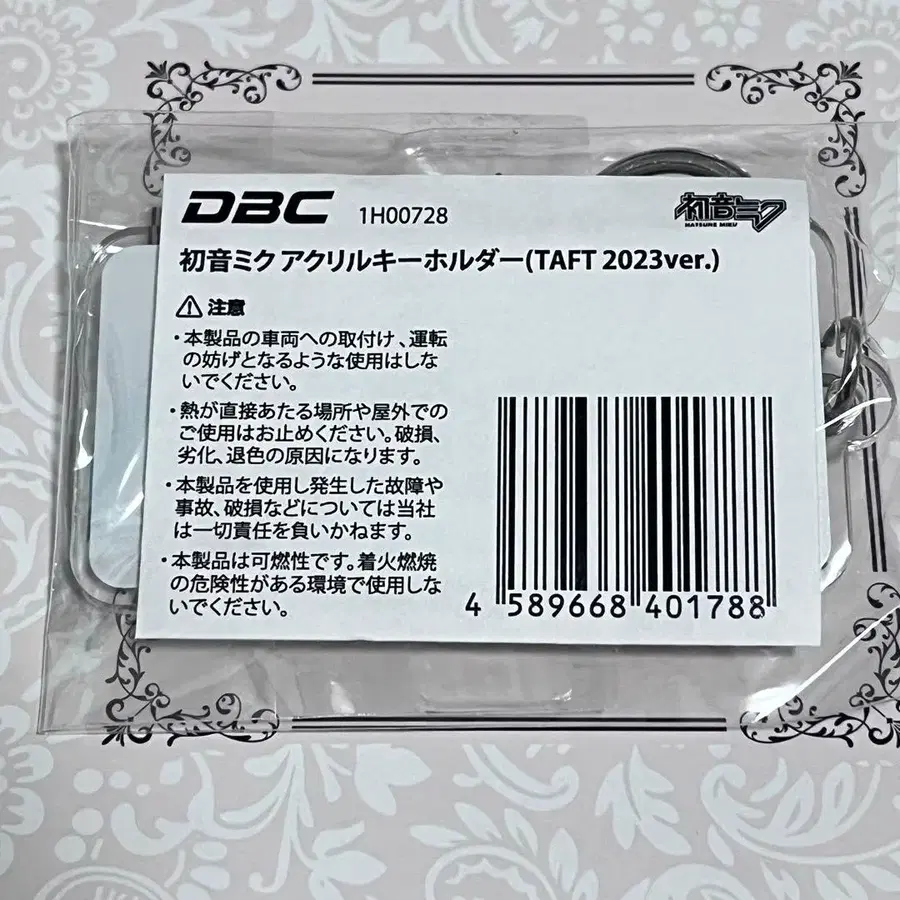 DBC 1H00728
初音ミク
HATSUNE MIKU
初音ミク アクリルキーホルダー(TAFT 2023ver.)
注意
・本製品の車両への取付け、運転
の妨げとなるような使用はしな
いでください。
・熱が直接あたる場所や屋外での
ご使用はお止めください。破損、
劣化、退色の原因になります。
・本製品を使用し発生した故障や
事故、破損などについては当社
は一切責任を負いかねます。
・本製品は可燃性です。着火燃焼
の危険性がある環境で使用しな
いでください。
4 589668 401788